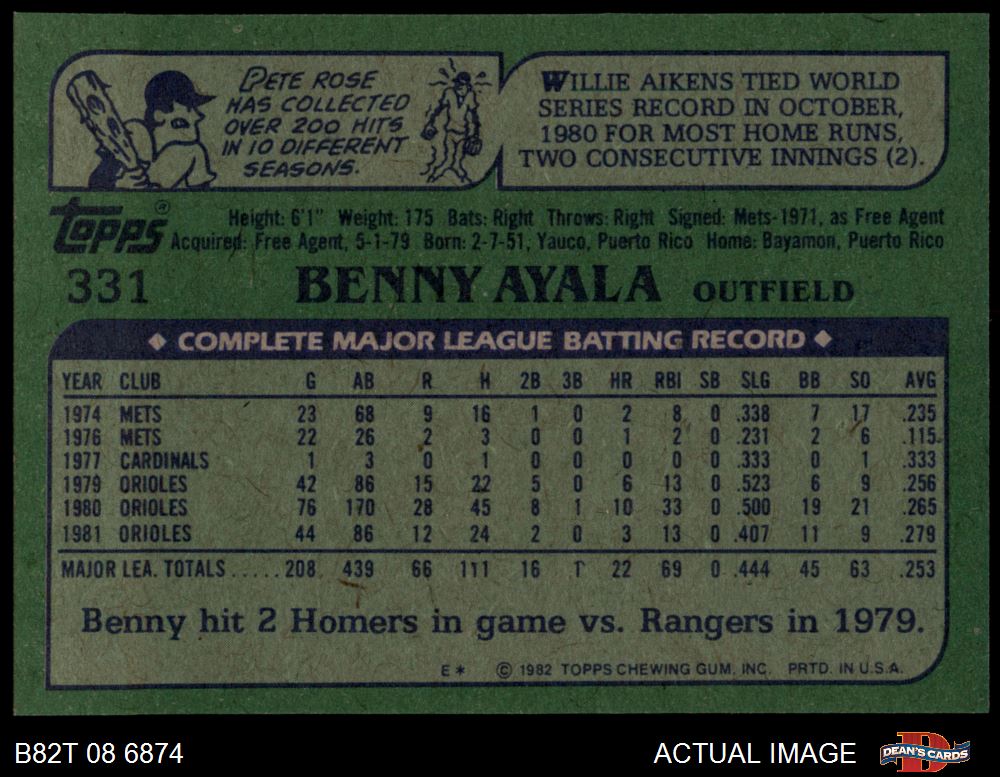 PETE ROSE
HAS COLLECTED
OVER 200 HITS
IN 10 DIFFERENT
SEASONS.
WILLIE AIKENS TIED WORLD
SERIES RECORD IN OCTOBER,
1980 FOR MOST HOME RUNS,
TWO CONSECUTIVE INNINGS (2).
topps®
Height: 6'1" Weight: 175 Bats: Right Throws: Right Signed: Mets-1971, as Free Agent
Acquired: Free Agent, 5-1-79 Born: 2-7-51, Yauco, Puerto Rico Home: Bayamon, Puerto Rico
331 BENNY AYALA OUTFIELD
◆ COMPLETE MAJOR LEAGUE BATTING RECORD ◆
YEAR CLUB G AB R H 2B 3B HR RBI SB SLG BB SO AVG
1974 METS 23 68 9 16 1 0 2 8 0 .338 7 17 .235
1976 METS 22 26 2 3 0 0 1 2 0 .231 2 6 .115
1977 CARDINALS 1 3 0 1 0 0 0 0 0 .333 0 1 .333
1979 ORIOLES 42 86 15 22 5 0 6 13 0 .523 6 9 .256
1980 ORIOLES 76 170 28 45 8 1 10 33 0 .500 19 21 .265
1981 ORIOLES 44 86 12 24 2 0 3 13 0 .407 11 9 .279
MAJOR LEA. TOTALS.....208 439 66 111 16 1 22 69 0 .444 45 63 .253
Benny hit 2 Homers in game vs. Rangers in 1979.
E* © 1982 TOPPS CHEWING GUM, INC. PRTD. IN U.S.A.
B82T 08 6874
ACTUAL IMAGE
D
DEAN'S CARDS